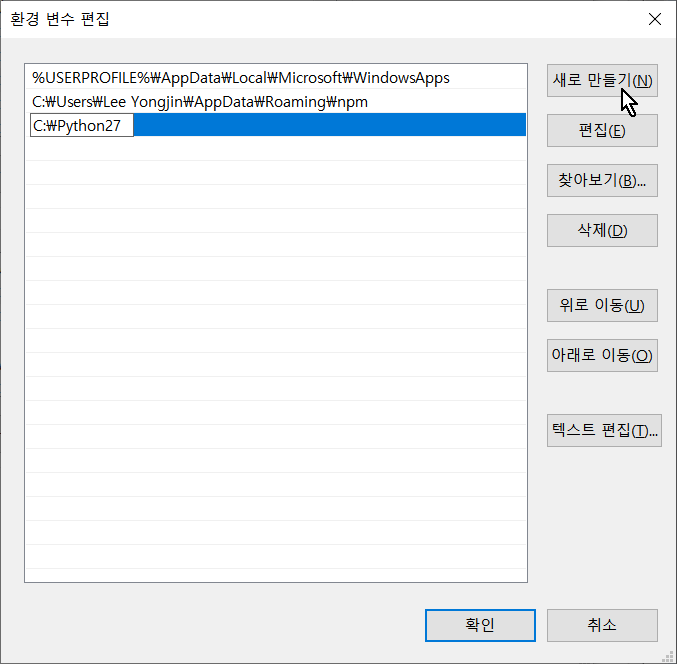 환경 변수 편집
%USERPROFILE%₩AppData₩Local₩Microsoft₩WindowsApps
C:₩Users₩Lee Yongjin₩AppData₩Roaming₩npm
C:₩Python27
새로 만들기(N)
편집(E)
찾아보기(B)...
삭제(D)
위로 이동(U)
아래로 이동(O)
텍스트 편집(T)...
확인
취소